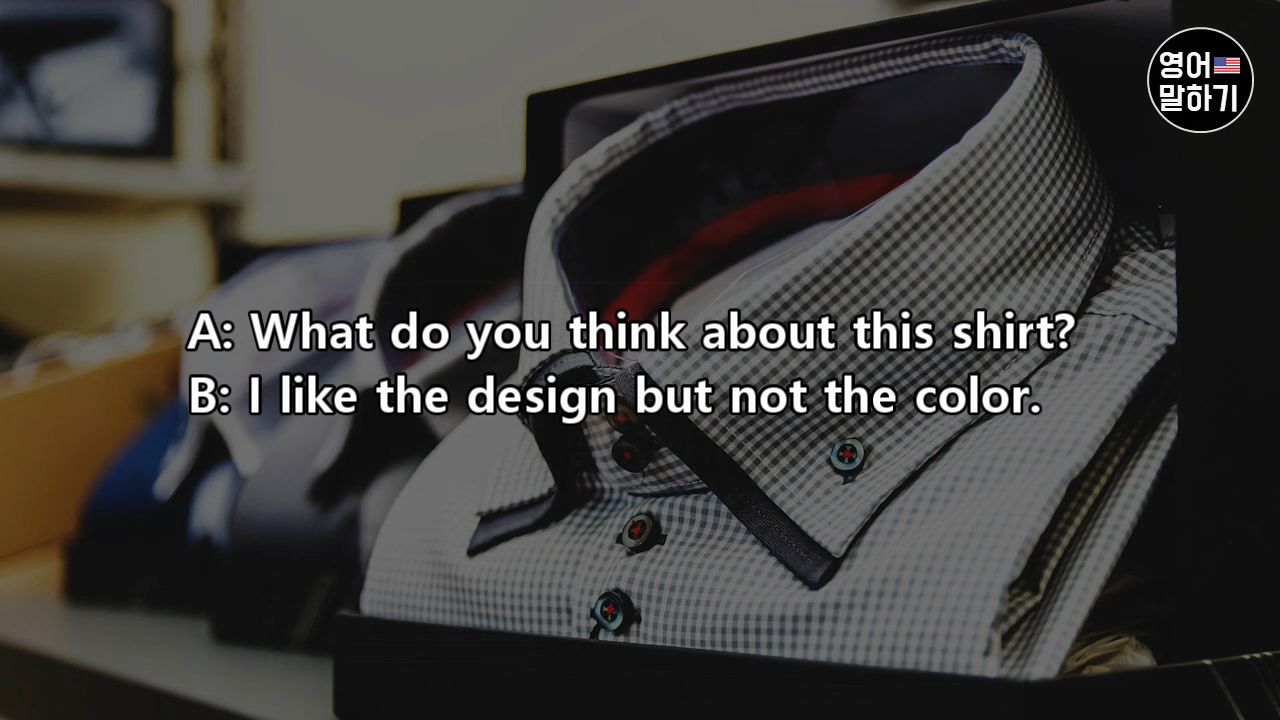 영어
말하기
A: What do you think about this shirt?
B: I like the design but not the color.